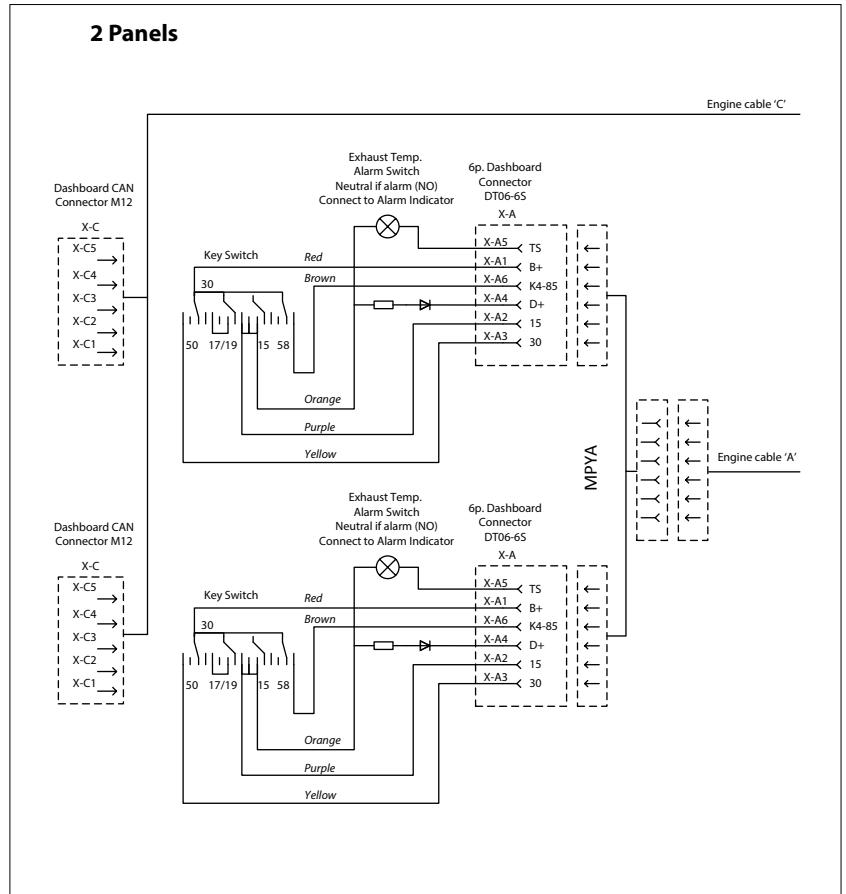 2 Panels
Engine cable ‘C’
Dashboard CAN
Connector M12
X-C
X-C5
X-C4
X-C3
X-C2
X-C1
Key Switch
30
50
17/19
15
58
Red
Brown
Orange
Purple
Yellow
Exhaust Temp.
Alarm Switch
Neutral if alarm (NO)
Connect to Alarm Indicator
6p. Dashboard
Connector
DT06-6S
X-A
X-A5 TS
X-A1 B+
X-A6 K4-85
X-A4 D+
X-A2 15
X-A3 30
MPYA
Engine cable ‘A’
Dashboard CAN
Connector M12
X-C
X-C5
X-C4
X-C3
X-C2
X-C1
Key Switch
30
50
17/19
15
58
Red
Brown
Orange
Purple
Yellow
Exhaust Temp.
Alarm Switch
Neutral if alarm (NO)
Connect to Alarm Indicator
6p. Dashboard
Connector
DT06-6S
X-A
X-A5 TS
X-A1 B+
X-A6 K4-85
X-A4 D+
X-A2 15
X-A3 30